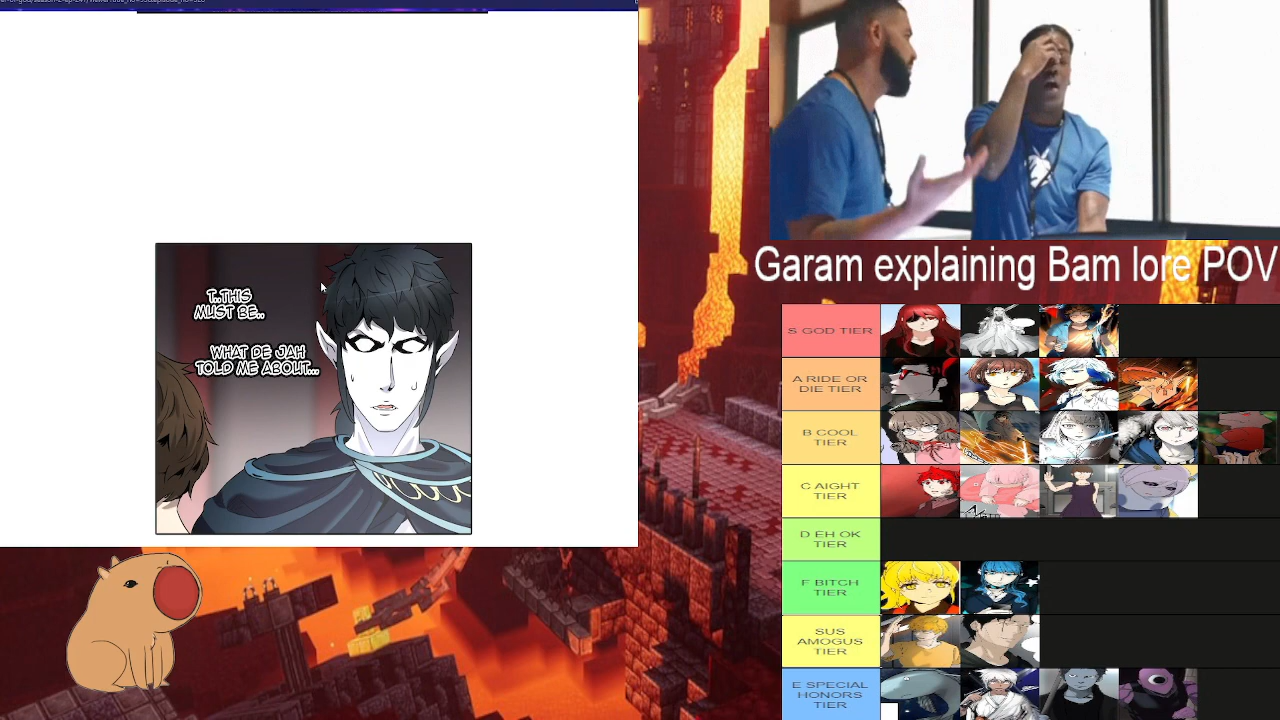 T..THIS
MUST BE..
WHAT DE JAH
TOLD ME ABOUT...
Garam explaining Bam lore POV
S GOD TIER
A RIDE OR
DIE TIER
B COOL
TIER
C AIGHT
TIER
D EH OK
TIER
F BITCH
TIER
SUS
AMOGUS
TIER
E SPECIAL
HONORS
TIER